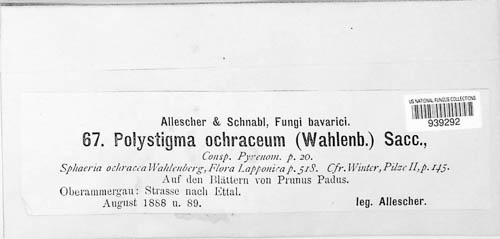 Allescher & Schnabl, Fungi bavarici.
US NATIONAL FUNGUS COLLECTIONS
939292
67. Polystigma ochraceum (Wahlenb.) Sacc.,
Consp. Pyrenom. p. 20.
Sphaeria ochracea Wahlenberg, Flora Lapponica p. 518. Cfr. Winter, Pilze II, p. 145.
Auf den Blättern von Prunus Padus.
Oberammergau: Strasse nach Ettal.
August 1888 u. 89. leg. Allescher.